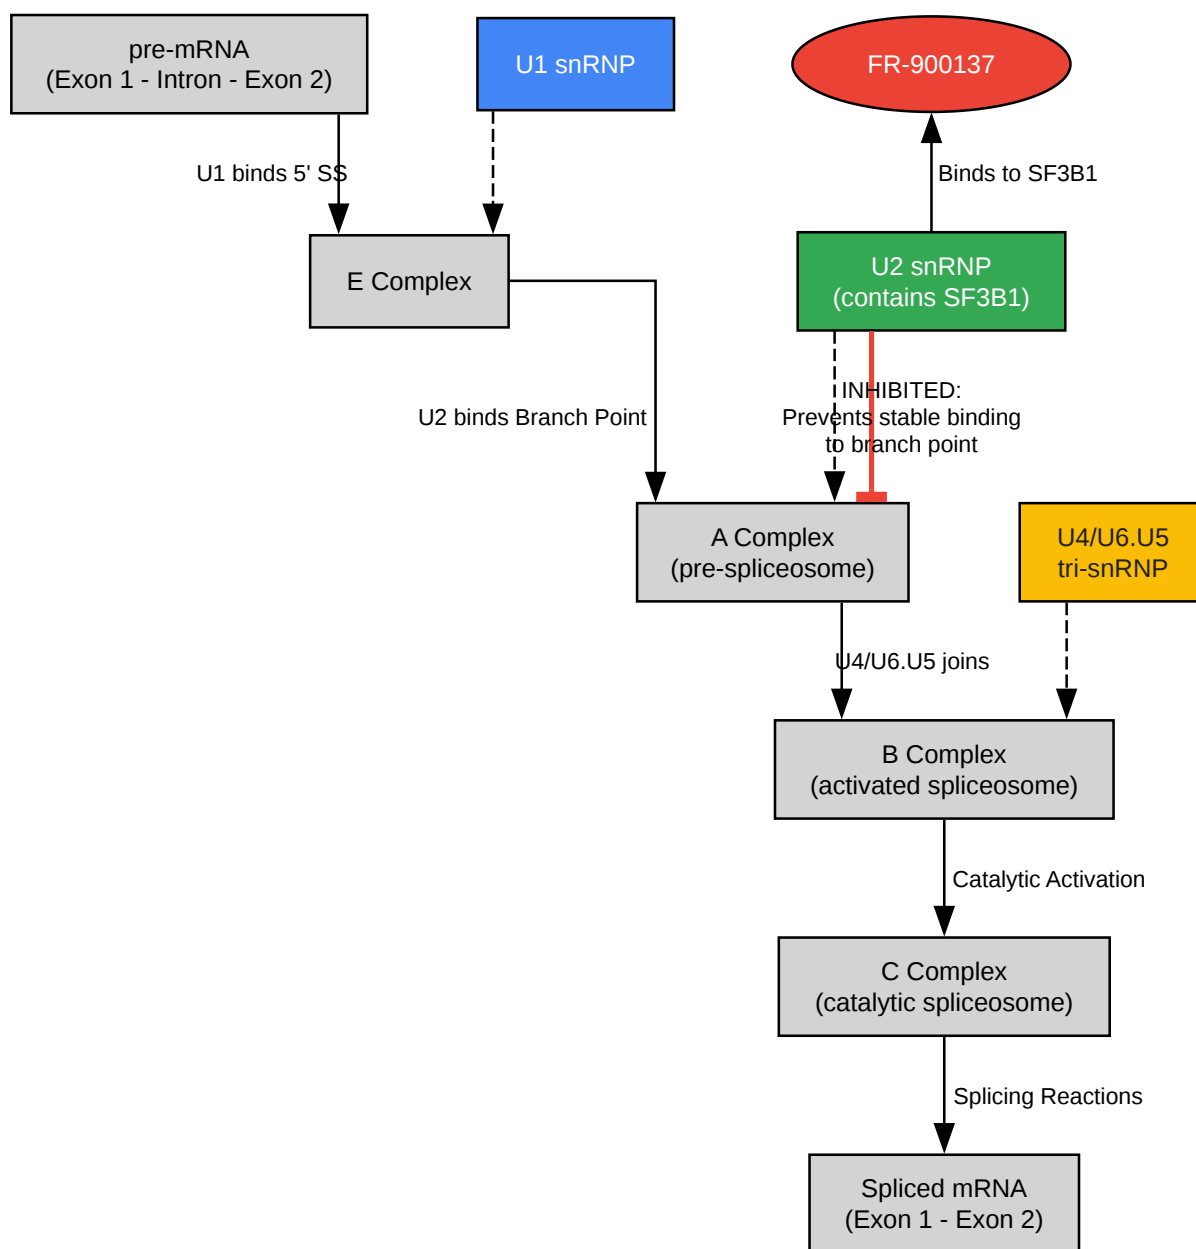 pre-mRNA
(Exon 1 - Intron - Exon 2)
U1 snRNP
FR-900137
U1 binds 5' SS
Binds to SF3B1
E Complex
U2 snRNP
(contains SF3B1)
U2 binds Branch Point
INHIBITED:
Prevents stable binding
to branch point
A Complex
(pre-spliceosome)
U4/U6.U5
tri-snRNP
U4/U6.U5 joins
B Complex
(activated spliceosome)
Catalytic Activation
C Complex
(catalytic spliceosome)
Splicing Reactions
Spliced mRNA
(Exon 1 - Exon 2)